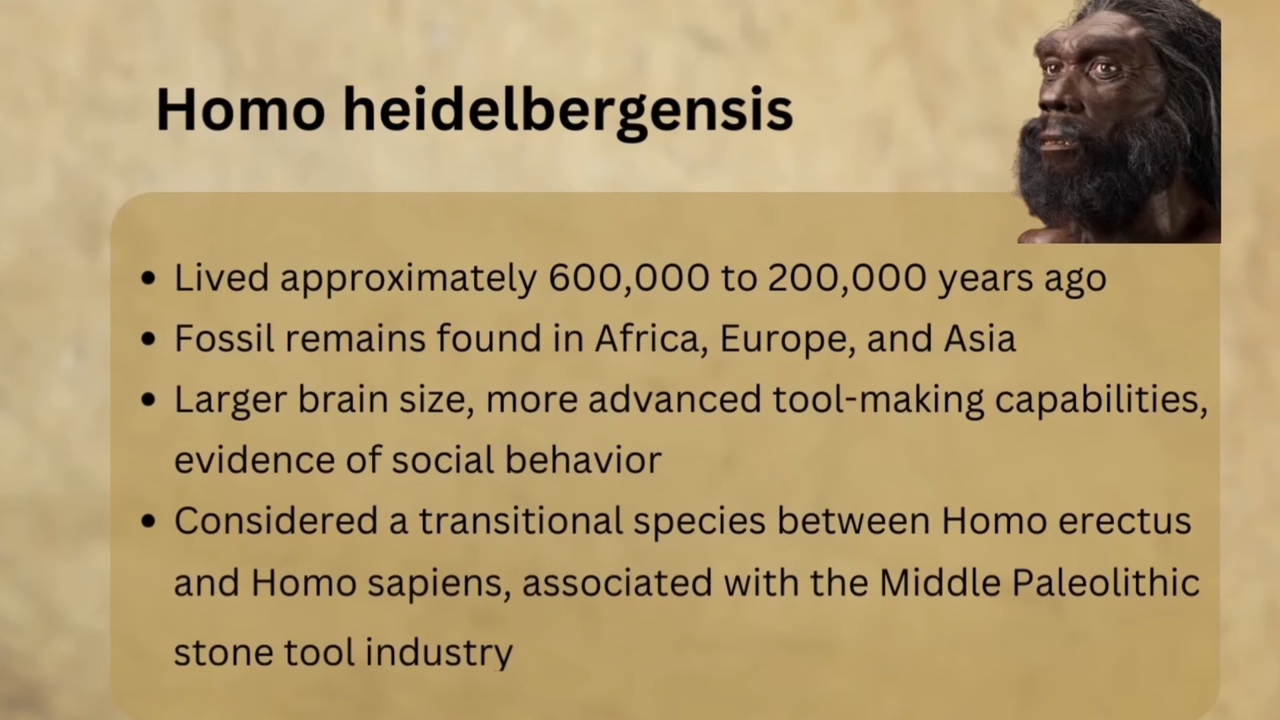 Homo heidelbergensis
• Lived approximately 600,000 to 200,000 years ago
• Fossil remains found in Africa, Europe, and Asia
• Larger brain size, more advanced tool-making capabilities,
evidence of social behavior
• Considered a transitional species between Homo erectus
and Homo sapiens, associated with the Middle Paleolithic
stone tool industry